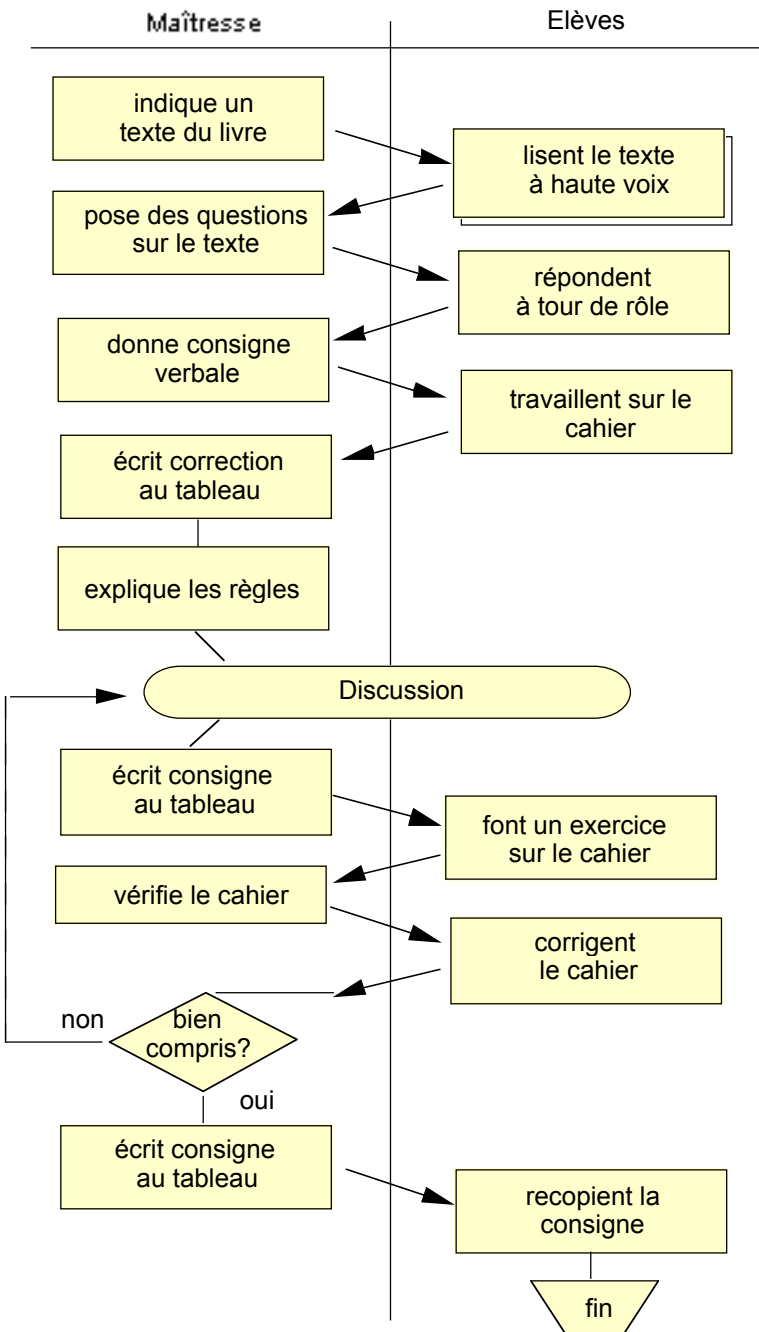 Maîtresse
Elèves
indique un
texte du livre
lisent le texte
à haute voix
pose des questions
sur le texte
répondent
à tour de rôle
donne consigne
verbale
travaillent sur le
cahier
écrit correction
au tableau
explique les règles
Discussion
écrit consigne
au tableau
font un exercice
sur le cahier
vérifie le cahier
corrigent
le cahier
non
bien
compris?
oui
écrit consigne
au tableau
recopient la
consigne
fin